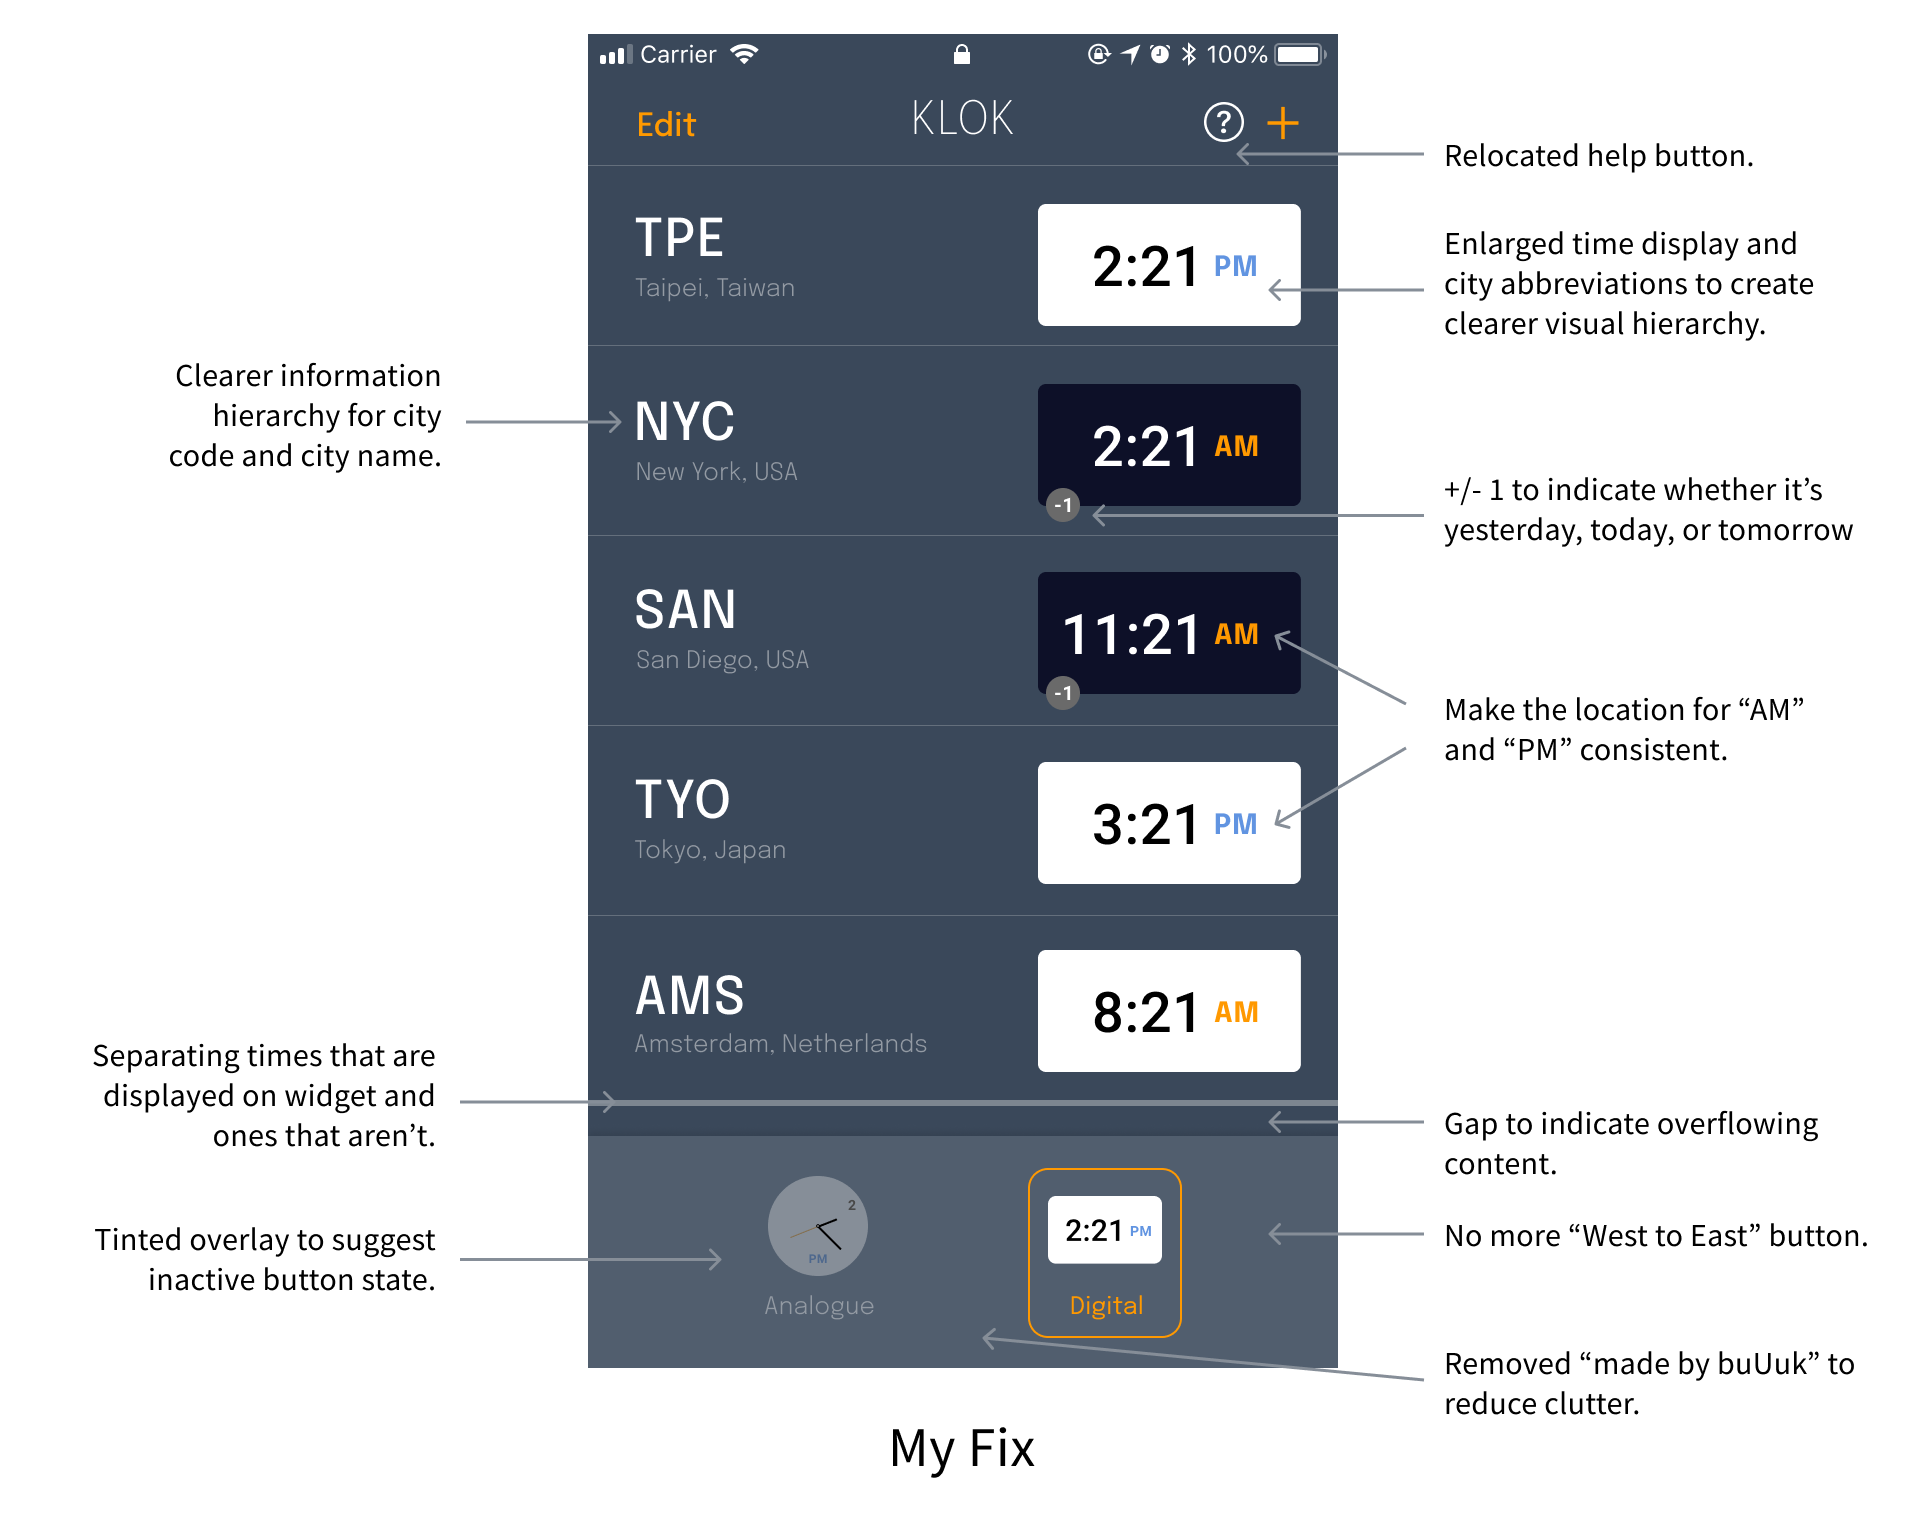 Carrier
100%
Edit
KLOK
?
+
Relocated help button.
TPE
Taipei, Taiwan
2:21 PM
Enlarged time display and
city abbreviations to create
clearer visual hierarchy.
Clearer information
hierarchy for city
code and city name.
NYC
New York, USA
2:21 AM
-1
+/- 1 to indicate whether it’s
yesterday, today, or tomorrow
SAN
San Diego, USA
11:21 AM
-1
Make the location for “AM”
and “PM” consistent.
TYO
Tokyo, Japan
3:21 PM
AMS
Amsterdam, Netherlands
8:21 AM
Separating times that are
displayed on widget and
ones that aren’t.
Gap to indicate overflowing
content.
Tinted overlay to suggest
inactive button state.
2
PM
Analogue
2:21 PM
Digital
No more “West to East” button.
Removed “made by buUuk” to
reduce clutter.
My Fix